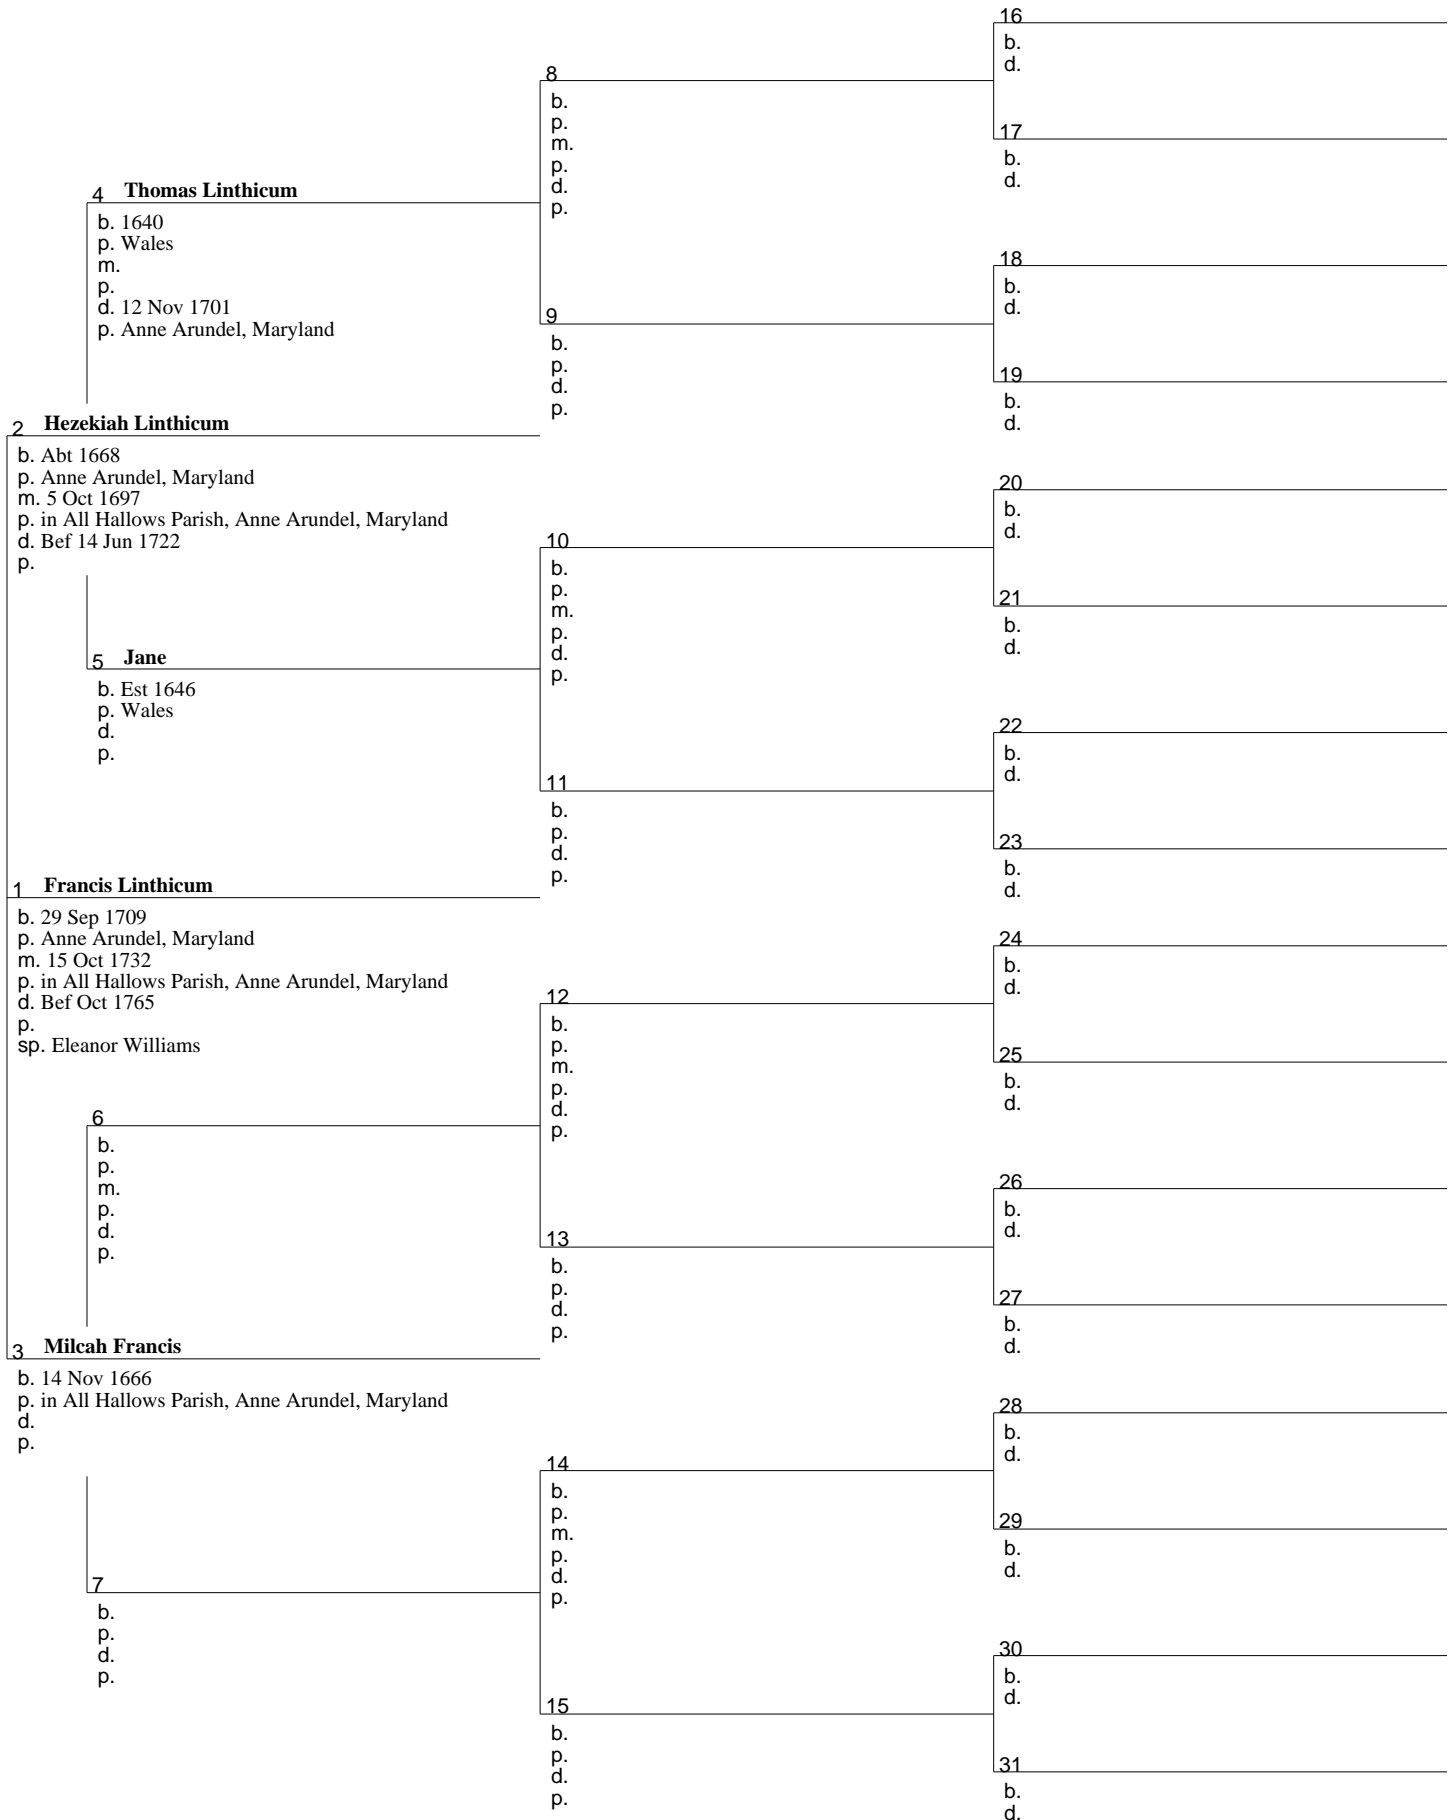 16
b.
d.
8
b.
p.
m.
p.
d.
p.
17
b.
d.
4 Thomas Linthicum
b. 1640
p. Wales
m.
p.
d. 12 Nov 1701
p. Anne Arundel, Maryland
18
b.
d.
9
b.
p.
d.
p.
19
b.
d.
2 Hezekiah Linthicum
b. Abt 1668
p. Anne Arundel, Maryland
m. 5 Oct 1697
p. in All Hallows Parish, Anne Arundel, Maryland
d. Bef 14 Jun 1722
p.
20
b.
d.
10
b.
p.
m.
p.
d.
p.
21
b.
d.
5 Jane
b. Est 1646
p. Wales
d.
p.
22
b.
d.
11
b.
p.
d.
p.
23
b.
d.
1 Francis Linthicum
b. 29 Sep 1709
p. Anne Arundel, Maryland
m. 15 Oct 1732
p. in All Hallows Parish, Anne Arundel, Maryland
d. Bef Oct 1765
p.
sp. Eleanor Williams
24
b.
d.
12
b.
p.
m.
p.
d.
p.
25
b.
d.
6
b.
p.
m.
p.
d.
p.
26
b.
d.
13
b.
p.
d.
p.
27
b.
d.
3 Milcah Francis
b. 14 Nov 1666
p. in All Hallows Parish, Anne Arundel, Maryland
d.
p.
28
b.
d.
14
b.
p.
m.
p.
d.
p.
29
b.
d.
7
b.
p.
d.
p.
30
b.
d.
15
b.
p.
d.
p.
31
b.
d.